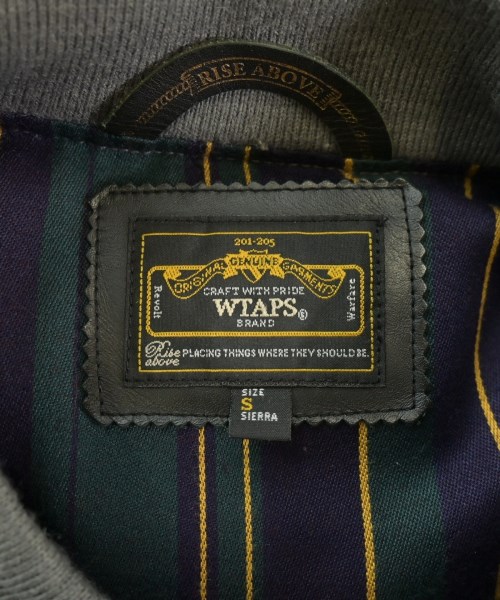 RISE ABOVE
201-205
GENUINE
ORIGINAL GARMENTS
CRAFT WITH PRIDE
Revolt
WTAPS®
Warfare
BRAND
Rise
above
PLACING THINGS WHERE THEY SHOULD BE.
SIZE
S
SIERRA